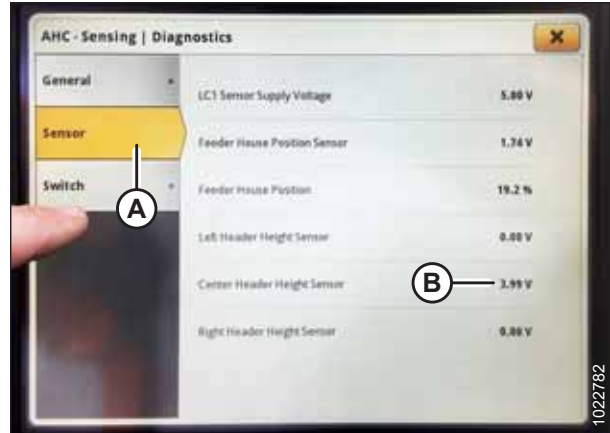 AHC - Sensing | Diagnostics
General
Sensor
Switch
LC1 Sensor Supply Voltage 5.00 V
Feeder House Position Sensor 1.74 V
Feeder House Position 19.2 %
Left Header Height Sensor 0.00 V
Center Header Height Sensor 3.99 V
Right Header Height Sensor 0.00 V
A
B
1022782